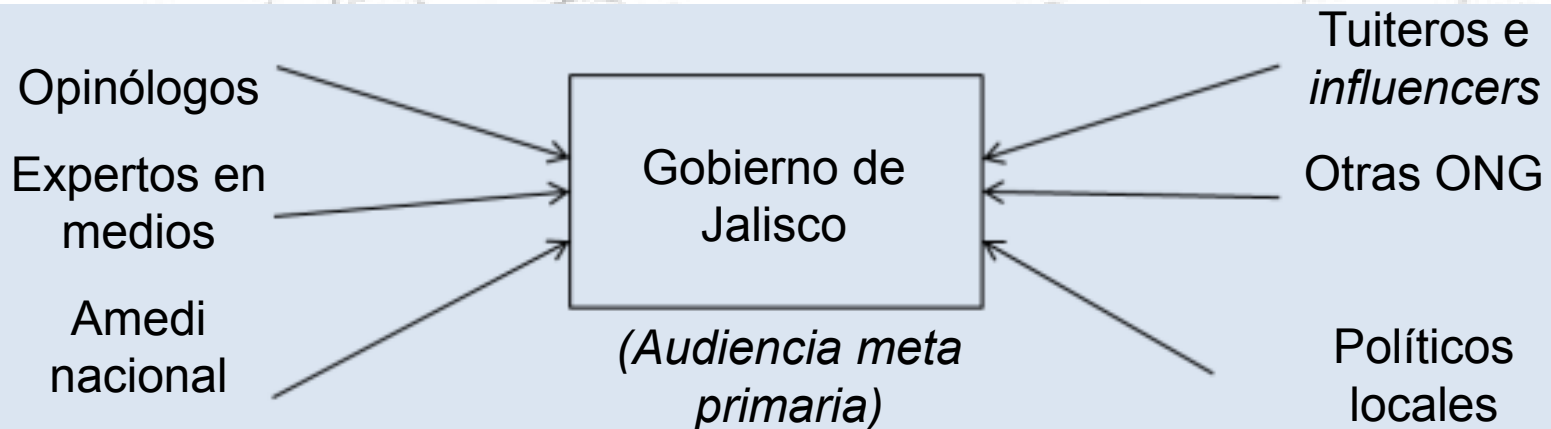 Opinólogos
Expertos en
medios
Amedi
nacional
Gobierno de
Jalisco
(Audiencia meta
primaria)
Tuiteros e
influencers
Otras ONG
Políticos
locales